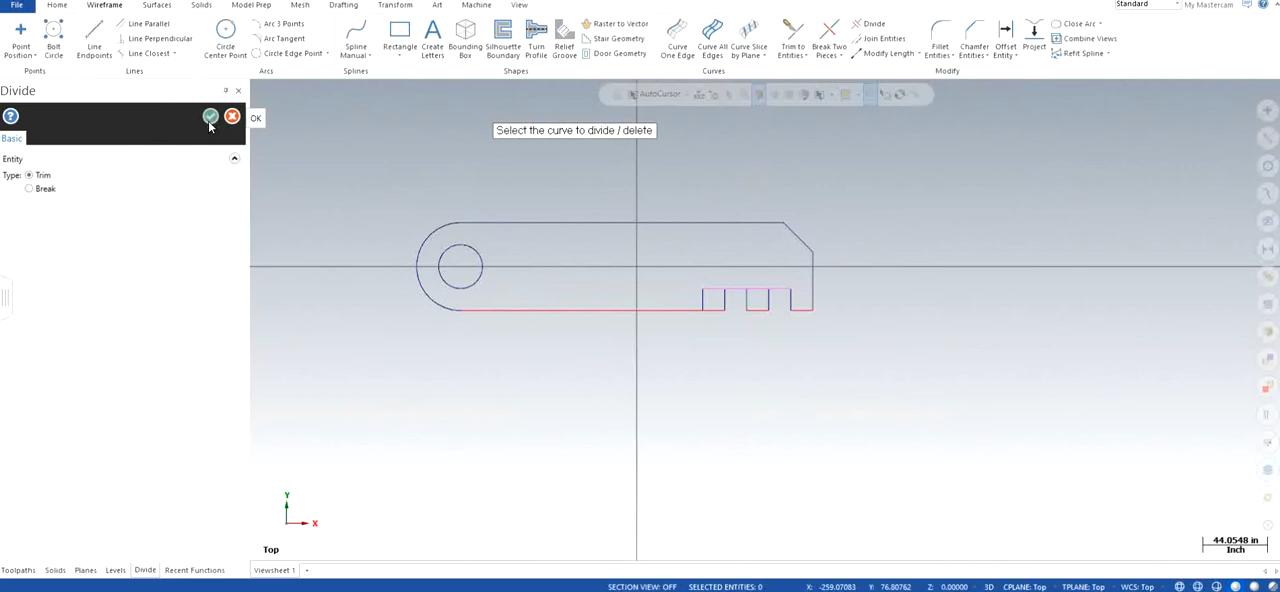 File Home Wireframe Surfaces Solids Model Prep Mesh Drafting Transform Art Machine View Standard My Mastercam
Point Position Bolt Circle Line Endpoints Line Parallel Line Perpendicular Line Closest Circle Center Point Arc 3 Points Arc Tangent Circle Edge Point Spline Manual Rectangle Create Letters Bounding Box Silhouette Boundary Turn Profile Relief Groove Raster to Vector Stair Geometry Door Geometry Curve One Edge Curve All Edges Curve Slice by Plane Trim to Entities Break Two Pieces Divide Join Entities Modify Length Fillet Entities Chamfer Entities Offset Entity Project Close Arc Combine Views Refit Spline
Points Lines Arcs Splines Shapes Curves Modify
Divide
AutoCursor
OK
Select the curve to divide / delete
Basic
Entity
Type: Trim
Break
Y
X
Top
44.0548 in
Inch
Toolpaths Solids Planes Levels Divide Recent Functions Viewsheet 1 +
SECTION VIEW: OFF SELECTED ENTITIES: 0 X: -259.07083 Y: 76.80762 Z: 0.00000 3D CPLANE: Top TPLANE: Top WCS: Top